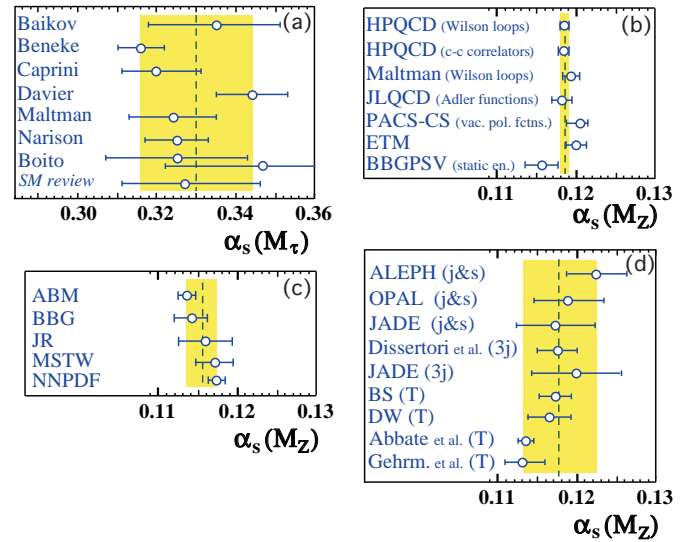 (a)
Baikov
Beneke
Caprini
Davier
Maltman
Narison
Boito
SM review
0.30 0.32 0.34 0.36
αs(Mτ)
(b)
HPQCD (Wilson loops)
HPQCD (c-c correlators)
Maltman (Wilson loops)
JLQCD (Adler functions)
PACS-CS (vac. pol. fctns.)
ETM
BBGPSV (static en.)
0.11 0.12 0.13
αs(MZ)
(c)
ABM
BBG
JR
MSTW
NNPDF
0.11 0.12 0.13
αs(MZ)
(d)
ALEPH (j&s)
OPAL (j&s)
JADE (j&s)
Dissertori et al. (3j)
JADE (3j)
BS (T)
DW (T)
Abbate et al. (T)
Gehrm. et al. (T)
0.11 0.12 0.13
αs(MZ)